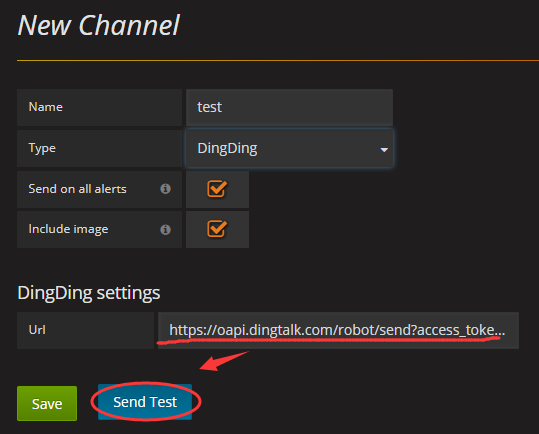 New Channel
Name test
Type DingDing
Send on all alerts
Include image
DingDing settings
Url https://oapi.dingtalk.com/robot/send?access_toke...
Save Send Test